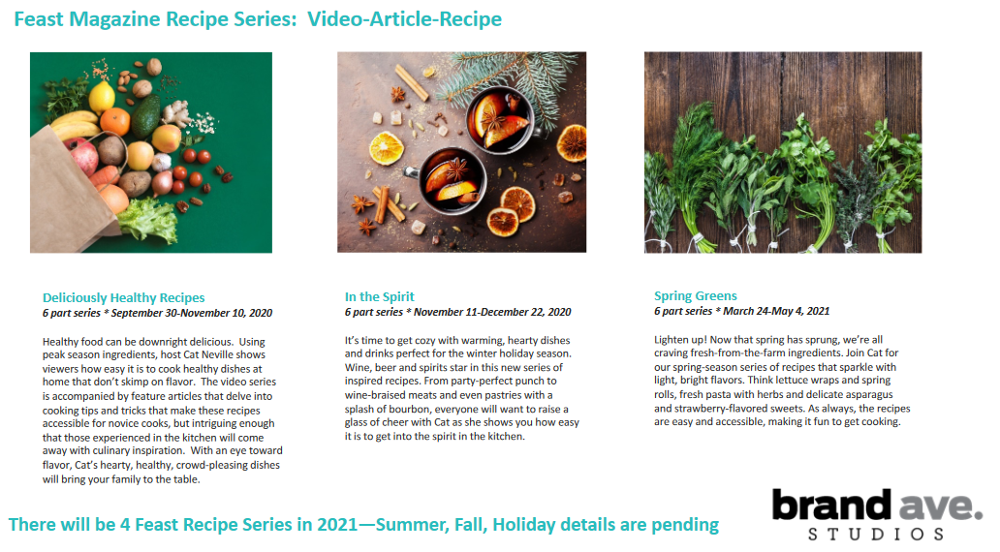 Feast Magazine Recipe Series:  Video-Article-Recipe
Deliciously Healthy Recipes
6 part series * September 30-November 10, 2020
Healthy food can be downright delicious.  Using
peak season ingredients, host Cat Neville shows
viewers how easy it is to cook healthy dishes at
home that don't skimp on flavor.  The video series
is accompanied by feature articles that delve into
cooking tips and tricks that make these recipes
accessible for novice cooks, but intriguing enough
that those experienced in the kitchen will come
away with culinary inspiration.  With an eye toward
flavor, Cat's hearty, healthy, crowd-pleasing dishes
will bring your family to the table.
In the Spirit
6 part series * November 11-December 22, 2020
It's time to get cozy with warming, hearty dishes
and drinks perfect for the winter holiday season.
Wine, beer and spirits star in this new series of
inspired recipes. From party-perfect punch to
wine-braised meats and even pastries with a
splash of bourbon, everyone will want to raise a
glass of cheer with Cat as she shows you how easy
it is to get into the spirit in the kitchen.
Spring Greens
6 part series * March 24-May 4, 2021
Lighten up! Now that spring has sprung, we're all
craving fresh-from-the-farm ingredients. Join Cat for
our spring-season series of recipes that sparkle with
light, bright flavors. Think lettuce wraps and spring
rolls, fresh pasta with herbs and delicate asparagus
and strawberry-flavored sweets. As always, the recipes
are easy and accessible, making it fun to get cooking.
There will be 4 Feast Recipe Series in 2021—Summer, Fall, Holiday details are pending
brand ave.
STUDIOS